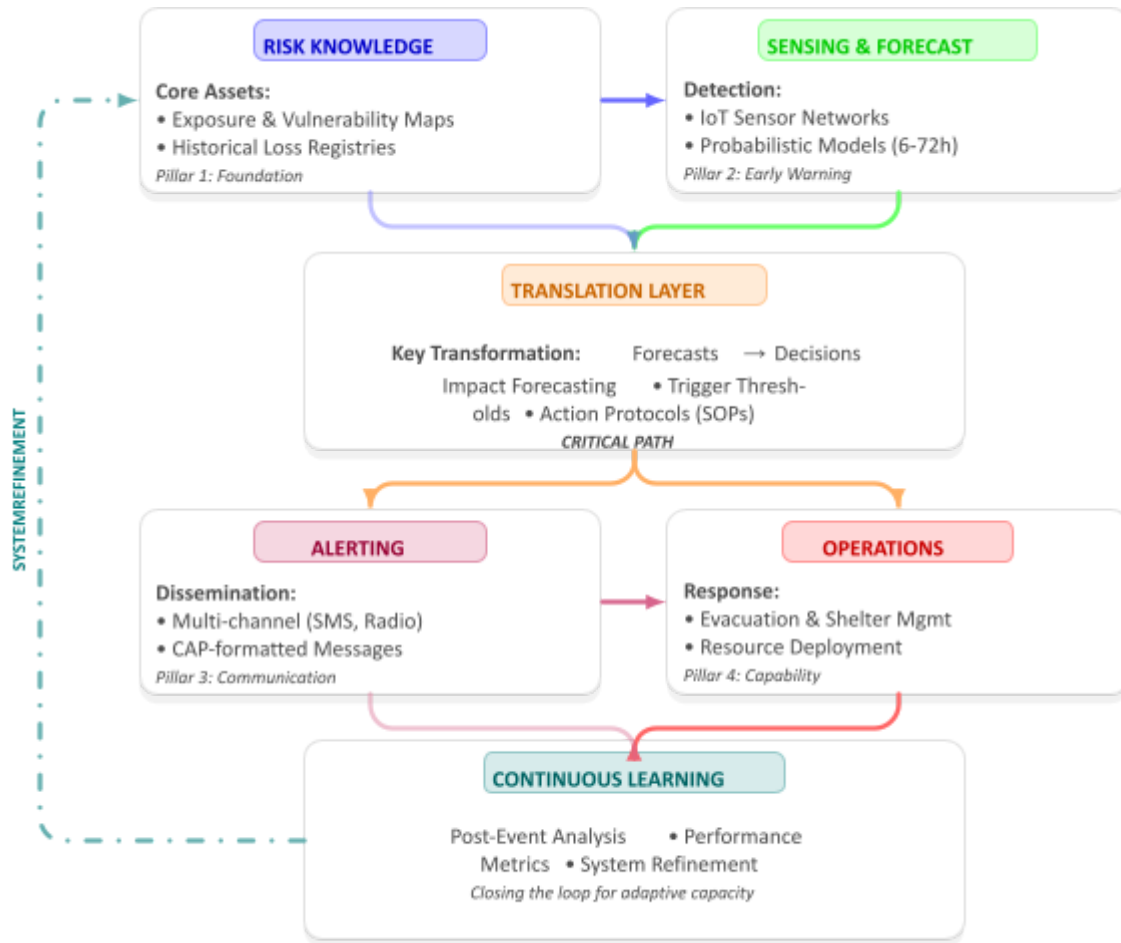 RISK KNOWLEDGE
Core Assets:
• Exposure & Vulnerability Maps
• Historical Loss Registries
Pillar 1: Foundation
SENSING & FORECAST
Detection:
• IoT Sensor Networks
• Probabilistic Models (6-72h)
Pillar 2: Early Warning
TRANSLATION LAYER
Key Transformation: Forecasts → Decisions
Impact Forecasting • Trigger Thresh-
olds • Action Protocols (SOPs)
CRITICAL PATH
SYSTEMREFINEMENT
ALERTING
Dissemination:
• Multi-channel (SMS, Radio)
• CAP-formatted Messages
Pillar 3: Communication
OPERATIONS
Response:
• Evacuation & Shelter Mgmt
• Resource Deployment
Pillar 4: Capability
CONTINUOUS LEARNING
Post-Event Analysis • Performance
Metrics • System Refinement
Closing the loop for adaptive capacity